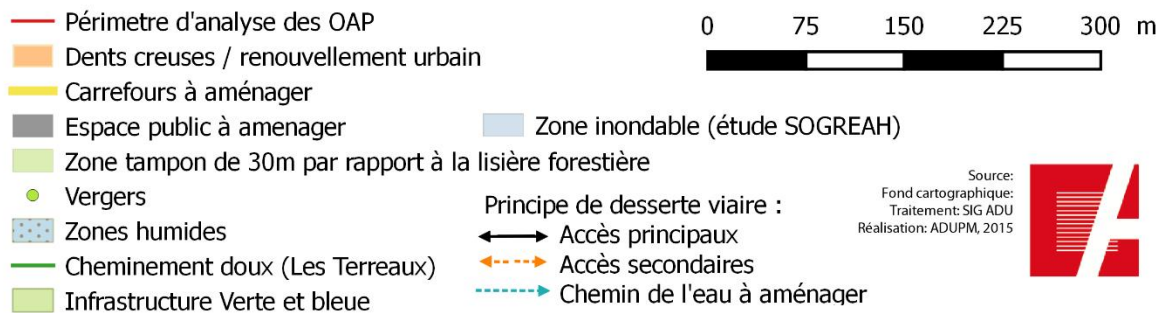 Périmetre d'analyse des OAP
Dents creuses / renouvellement urbain
Carrefours à aménager
Espace public à amenager
Zone tampon de 30m par rapport à la lisière forestière
Vergers
Zones humides
Cheminement doux (Les Terreaux)
Infrastructure Verte et bleue
0 75 150 225 300 m
Zone inondable (étude SOGREAH)
Principe de desserte viaire :
Accès principaux
Accès secondaires
Chemin de l'eau à aménager
Source:
Fond cartographique:
Traitement: SIG ADU
Réalisation: ADUPM, 2015